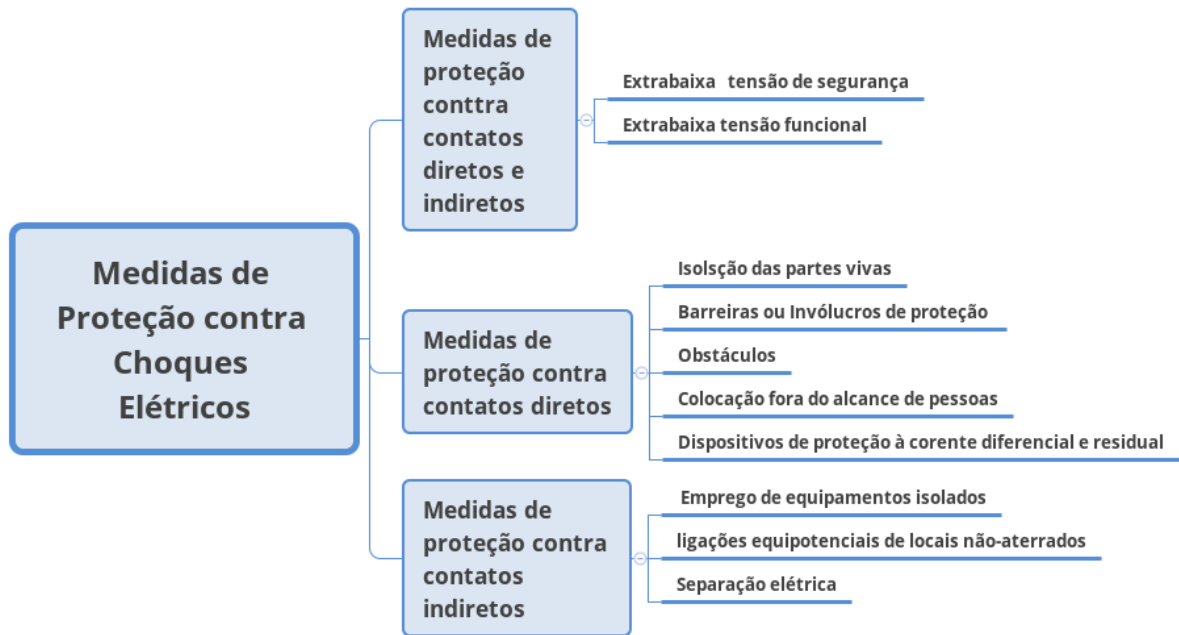 Medidas de
Proteção contra
Choques
Elétricos
Medidas de
proteção
conttra
contatos
diretos e
indiretos
Extrabaixa tensão de segurança
Extrabaixa tensão funcional
Medidas de
proteção contra
contatos diretos
Isolsção das partes vivas
Barreiras ou Invólucros de proteção
Obstáculos
Colocação fora do alcance de pessoas
Dispositivos de proteção à corente diferencial e residual
Medidas de
proteção contra
contatos
indiretos
Emprego de equipamentos isolados
ligações equipotenciais de locais não-aterrados
Separação elétrica